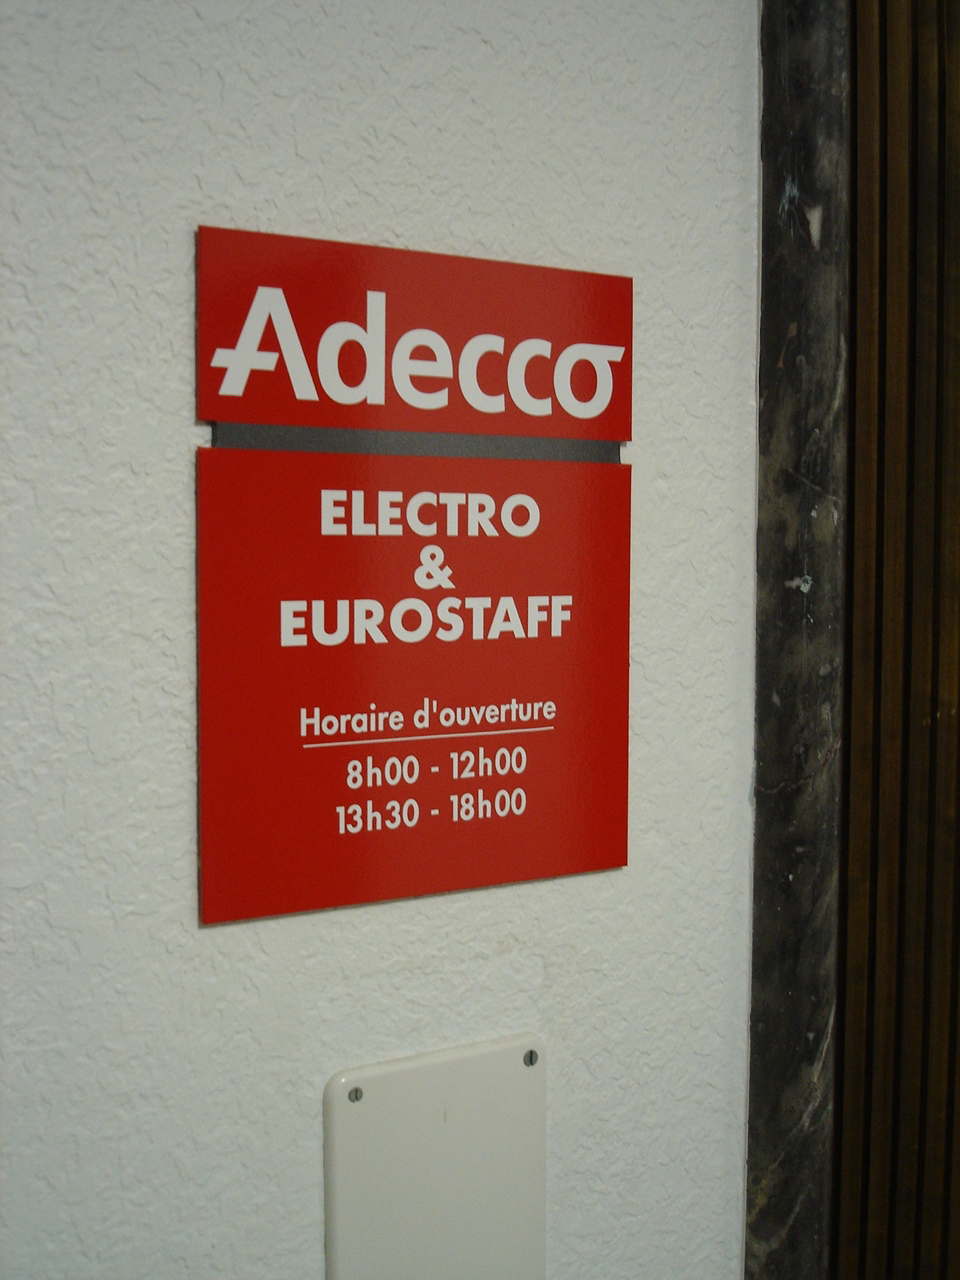 Adecco
ELECTRO
&
EUROSTAFF
Horaire d'ouverture
8h00 - 12h00
13h30 - 18h00